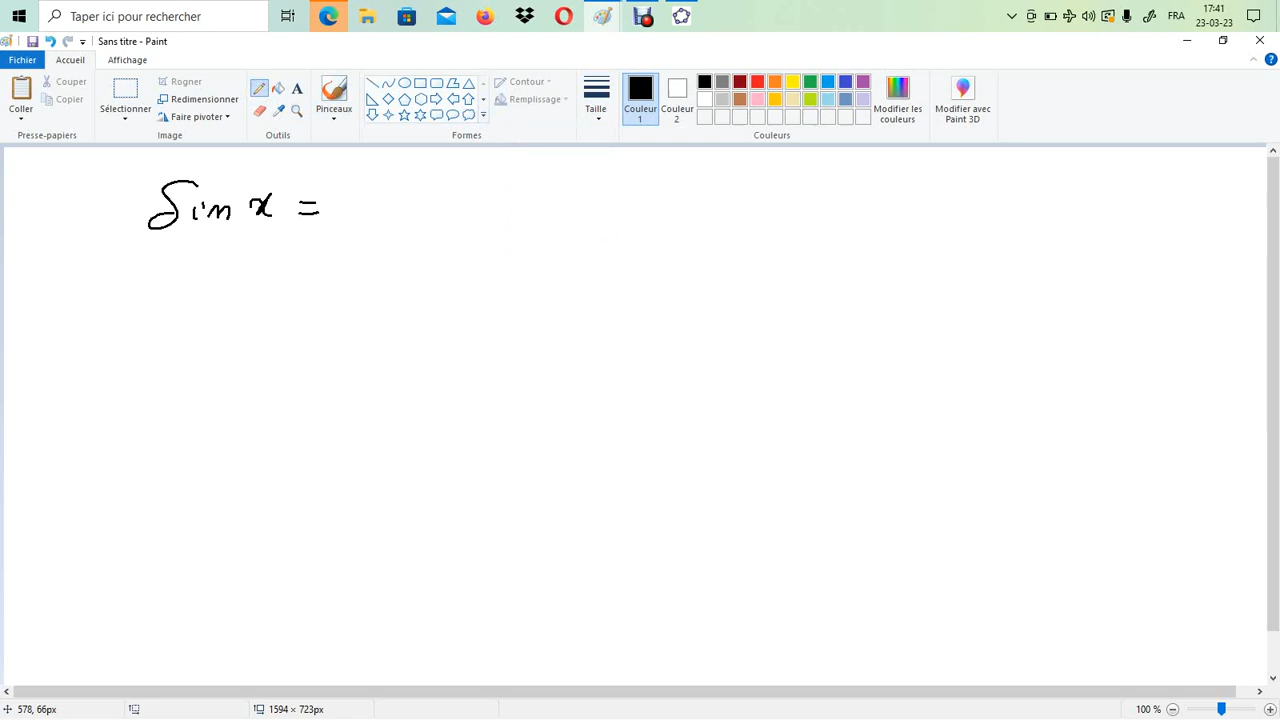 Taper ici pour rechercher
FRA
17:41
23-03-23
Sans titre - Paint
Fichier
Accueil
Affichage
Coller
Couper
Copier
Presse-papiers
Sélectionner
Rogner
Redimensionner
Faire pivoter
Image
Outils
Pinceaux
Contour
Remplissage
Formes
Taille
Couleur
1
Couleur
2
Couleurs
Modifier les
couleurs
Modifier avec
Paint 3D
Sin x =
578, 66px
1594 × 723px
100 %